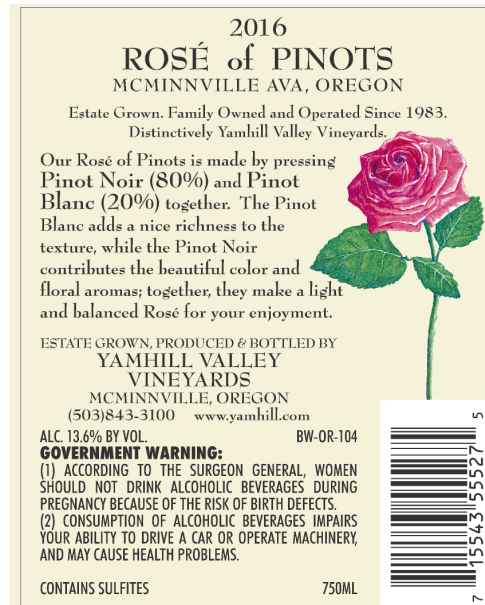 2016
ROSÉ of PINOTS
MCMINNVILLE AVA, OREGON
Estate Grown. Family Owned and Operated Since 1983.
Distinctively Yamhill Valley Vineyards.
Our Rosé of Pinots is made by pressing
Pinot Noir (80%) and Pinot
Blanc (20%) together. The Pinot
Blanc adds a nice richness to the
texture, while the Pinot Noir
contributes the beautiful color and
floral aromas; together, they make a light
and balanced Rosé for your enjoyment.
ESTATE GROWN, PRODUCED & BOTTLED BY
YAMHILL VALLEY
VINEYARDS
MCMINNVILLE, OREGON
(503)843-3100 www.yamhill.com
ALC. 13.6% BY VOL. BW-OR-104
GOVERNMENT WARNING:
(1) ACCORDING TO THE SURGEON GENERAL, WOMEN
SHOULD NOT DRINK ALCOHOLIC BEVERAGES DURING
PREGNANCY BECAUSE OF THE RISK OF BIRTH DEFECTS.
(2) CONSUMPTION OF ALCOHOLIC BEVERAGES IMPAIRS
YOUR ABILITY TO DRIVE A CAR OR OPERATE MACHINERY,
AND MAY CAUSE HEALTH PROBLEMS.
CONTAINS SULFITES 750ML
7 15543 55527 5